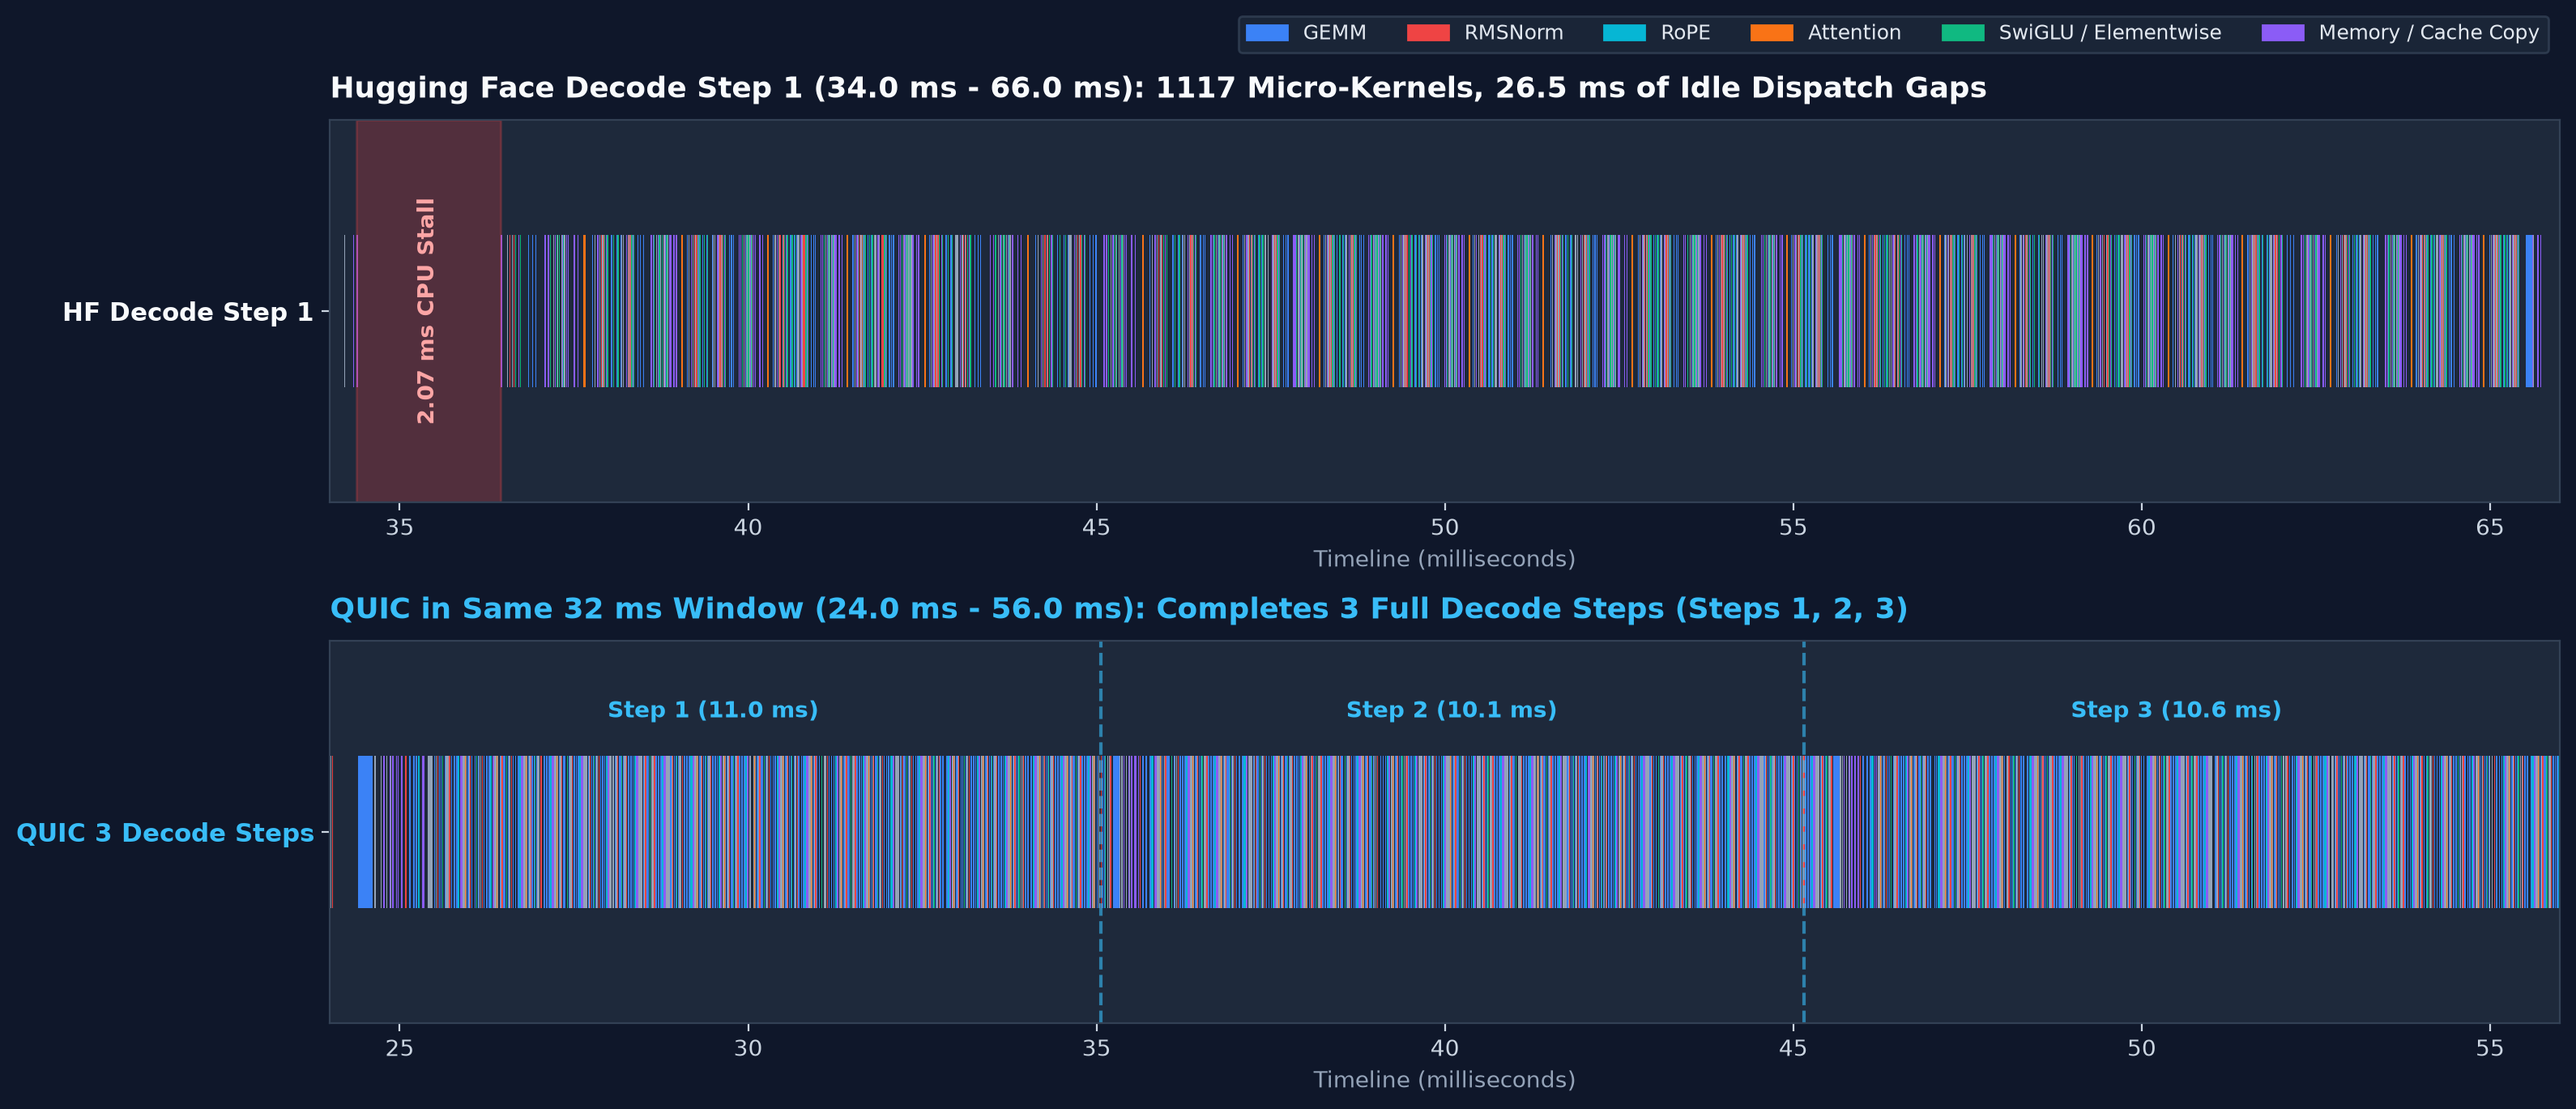 GEMM RMSNorm RoPE Attention SwiGLU / Elementwise Memory / Cache Copy
Hugging Face Decode Step 1 (34.0 ms - 66.0 ms): 1117 Micro-Kernels, 26.5 ms of Idle Dispatch Gaps
HF Decode Step 1
2.07 ms CPU Stall
35 40 45 50 55 60 65
Timeline (milliseconds)
QUIC in Same 32 ms Window (24.0 ms - 56.0 ms): Completes 3 Full Decode Steps (Steps 1, 2, 3)
Step 1 (11.0 ms) Step 2 (10.1 ms) Step 3 (10.6 ms)
QUIC 3 Decode Steps
25 30 35 40 45 50 55
Timeline (milliseconds)